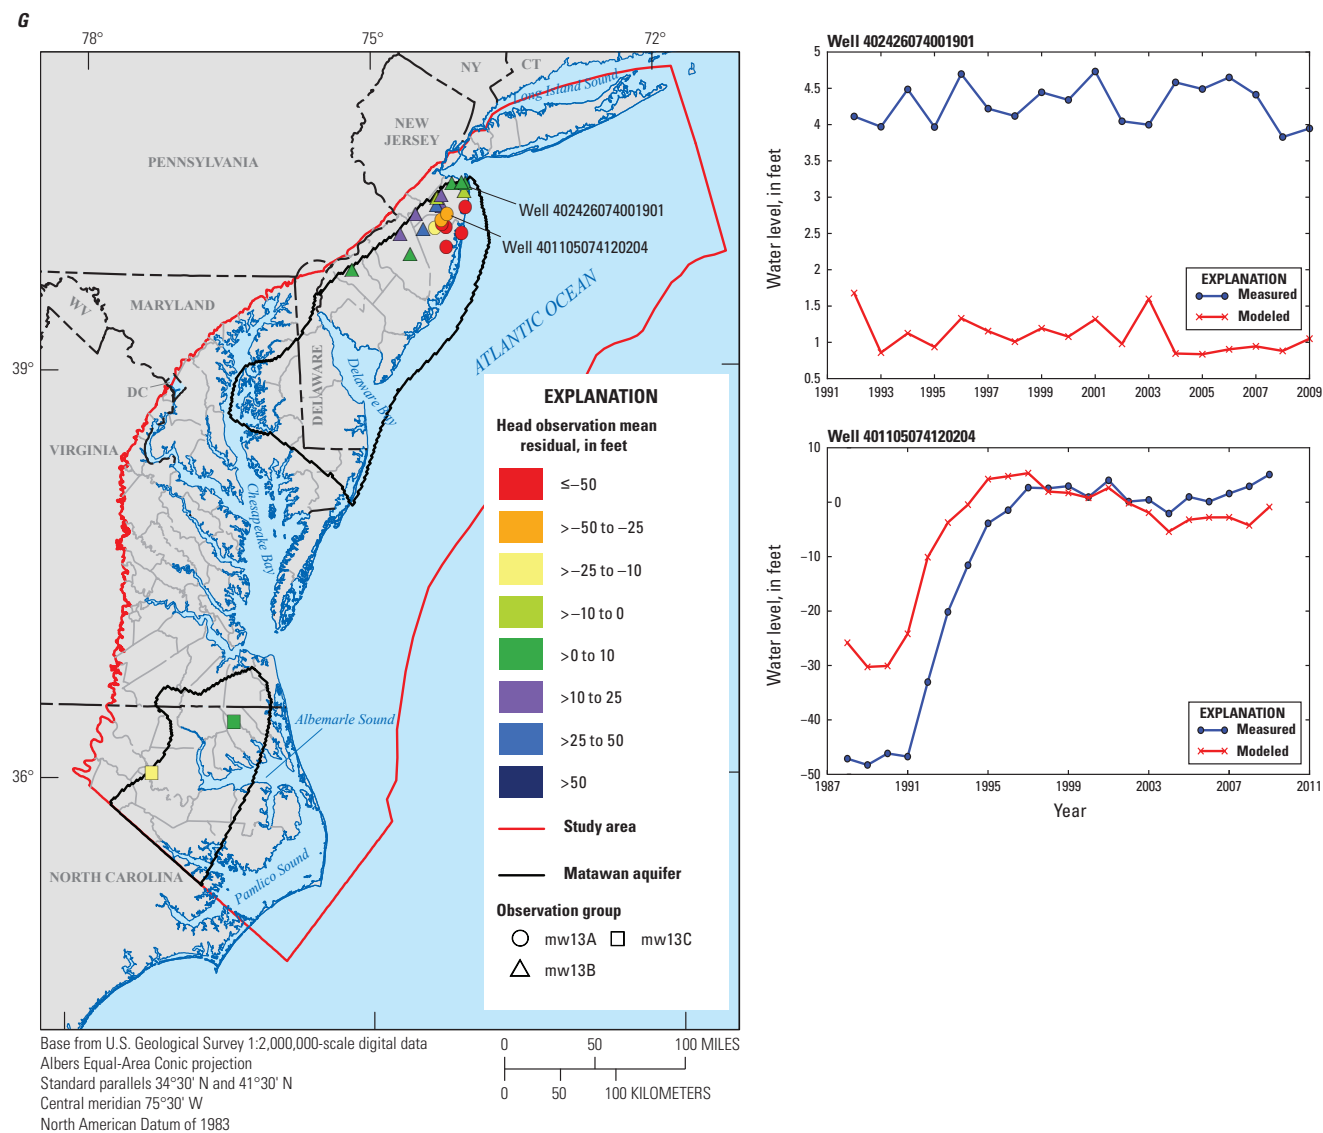 G
78°
75°
72°
NY
CT
Long Island Sound
NEW
JERSEY
PENNSYLVANIA
Well 402426074001901
Well 401105074120204
WV
MARYLAND
ATLANTIC OCEAN
39°
DC
DELAWARE
Delaware Bay
VIRGINIA
Chesapeake Bay
Albemarle Sound
36°
NORTH CAROLINA
Pamlico Sound
EXPLANATION
Head observation mean
residual, in feet
≤–50
>–50 to –25
>–25 to –10
>–10 to 0
>0 to 10
>10 to 25
>25 to 50
>50
Study area
Matawan aquifer
Observation group
mw13A
mw13C
mw13B
Base from U.S. Geological Survey 1:2,000,000-scale digital data
Albers Equal-Area Conic projection
Standard parallels 34°30' N and 41°30' N
Central meridian 75°30' W
North American Datum of 1983
0 50 100 MILES
0 50 100 KILOMETERS
Well 402426074001901
5
4.5
4
3.5
3
2.5
2
1.5
1
0.5
Water level, in feet
EXPLANATION
Measured
Modeled
1991 1993 1995 1997 1999 2001 2003 2005 2007 2009
Well 401105074120204
10
0
–10
–20
–30
–40
–50
Water level, in feet
EXPLANATION
Measured
Modeled
1987 1991 1995 1999 2003 2007 2011
Year